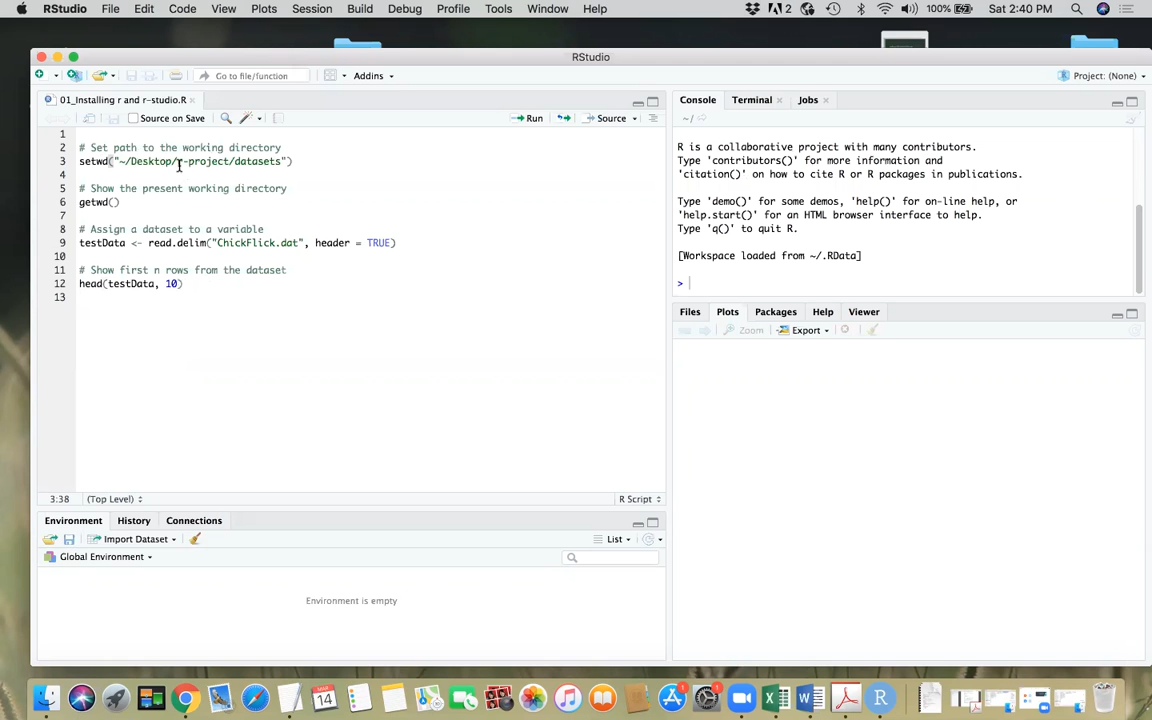 RStudio File Edit Code View Plots Session Build Debug Profile Tools Window Help 2 100% Sat 2:40 PM
RStudio
Go to file/function Addins Project: (None)
01_Installing r and r-studio.R
Source on Save Run Source
1
2 # Set path to the working directory
3 setwd("~/Desktop/r-project/datasets")
4
5 # Show the present working directory
6 getwd()
7
8 # Assign a dataset to a variable
9 testData <- read.delim("ChickFlick.dat", header = TRUE)
10
11 # Show first n rows from the dataset
12 head(testData, 10)
13
3:38 (Top Level) R Script
Environment History Connections
Import Dataset List
Global Environment
Environment is empty
Console Terminal Jobs
~/
R is a collaborative project with many contributors.
Type 'contributors()' for more information and
'citation()' on how to cite R or R packages in publications.
Type 'demo()' for some demos, 'help()' for on-line help, or
'help.start()' for an HTML browser interface to help.
Type 'q()' to quit R.
[Workspace loaded from ~/.RData]
>
Files Plots Packages Help Viewer
Zoom Export
14